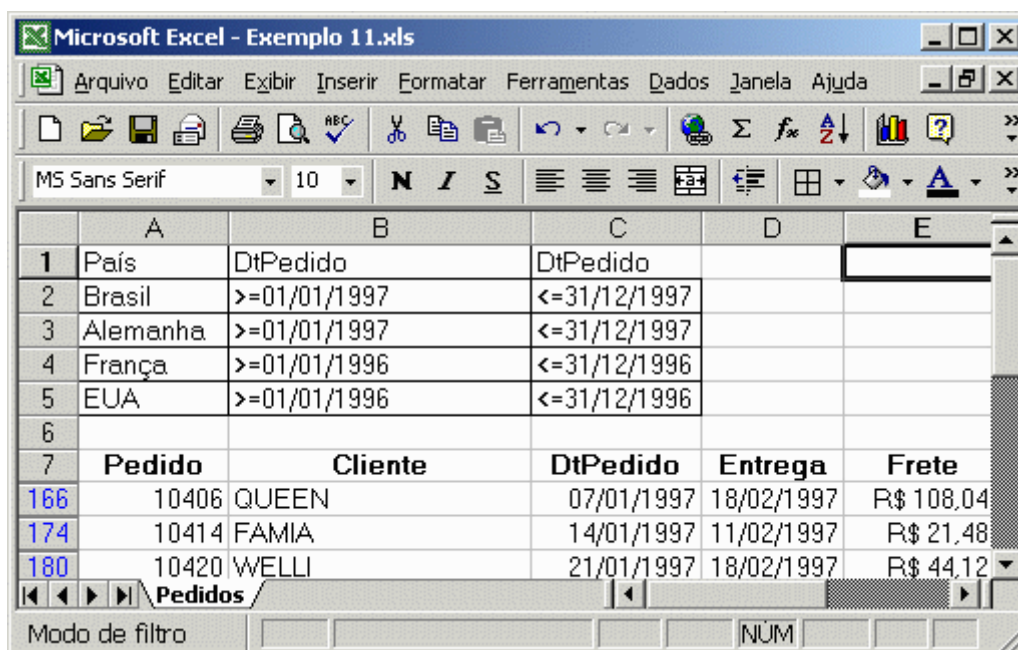 Microsoft Excel - Exemplo 11.xls
Arquivo Editar Exibir Inserir Formatar Ferramentas Dados Janela Ajuda
ABC Σ fx A Z ? »
MS Sans Serif 10 N I S A »
A B C D E
1 País DtPedido DtPedido
2 Brasil >=01/01/1997 <=31/12/1997
3 Alemanha >=01/01/1997 <=31/12/1997
4 França >=01/01/1996 <=31/12/1996
5 EUA >=01/01/1996 <=31/12/1996
6
7 Pedido Cliente DtPedido Entrega Frete
166 10406 QUEEN 07/01/1997 18/02/1997 R$ 108,04
174 10414 FAMIA 14/01/1997 11/02/1997 R$ 21,48
180 10420 WELLI 21/01/1997 18/02/1997 R$ 44,12
Pedidos
Modo de filtro NÚM